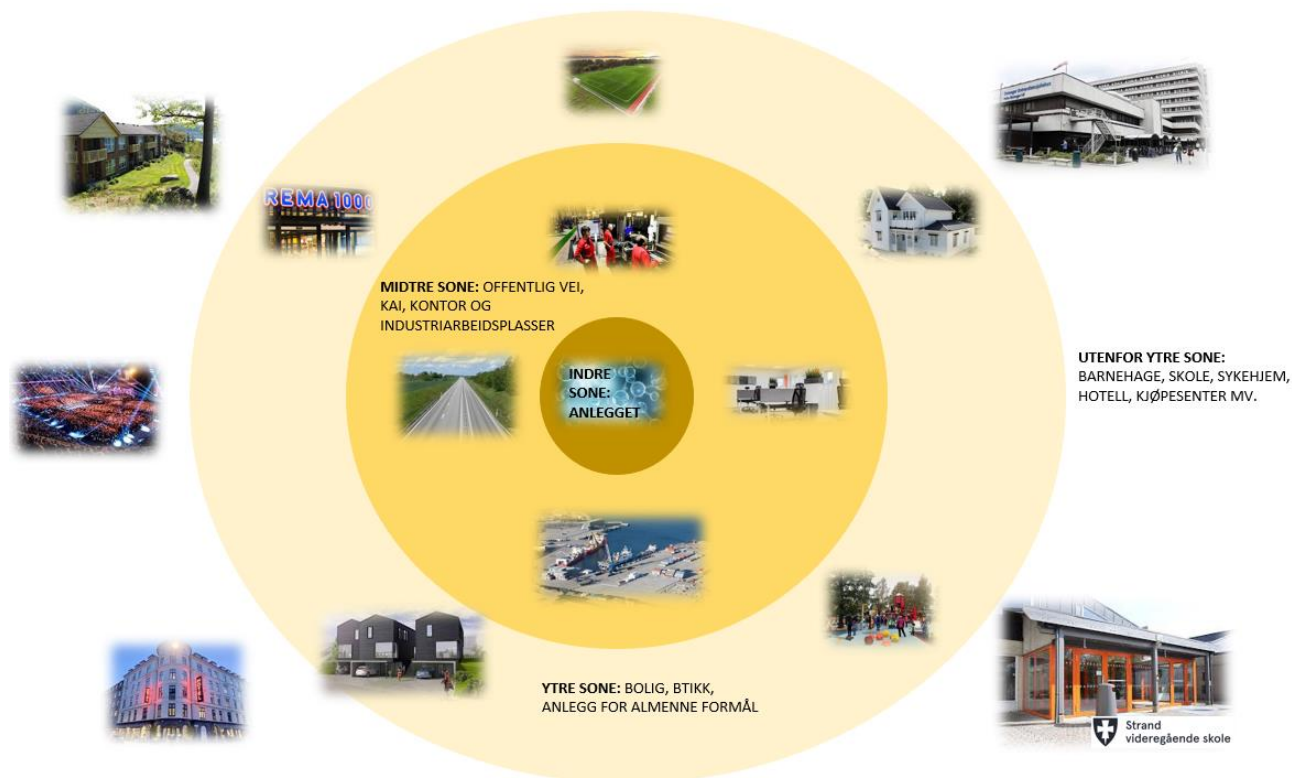 REMA 1000
MIDTRE SONE: OFFENTLIG VEI,
KAI, KONTOR OG
INDUSTRIARBEIDSPLASSER
INDRE
SONE:
ANLEGGET
UTENFOR YTRE SONE:
BARNEHAGE, SKOLE, SYKEHJEM,
HOTELL, KJØPESENTER MV.
YTRE SONE: BOLIG, BTIKK,
ANLEGG FOR ALMENNE FORMÅL
Strand
videregående skole